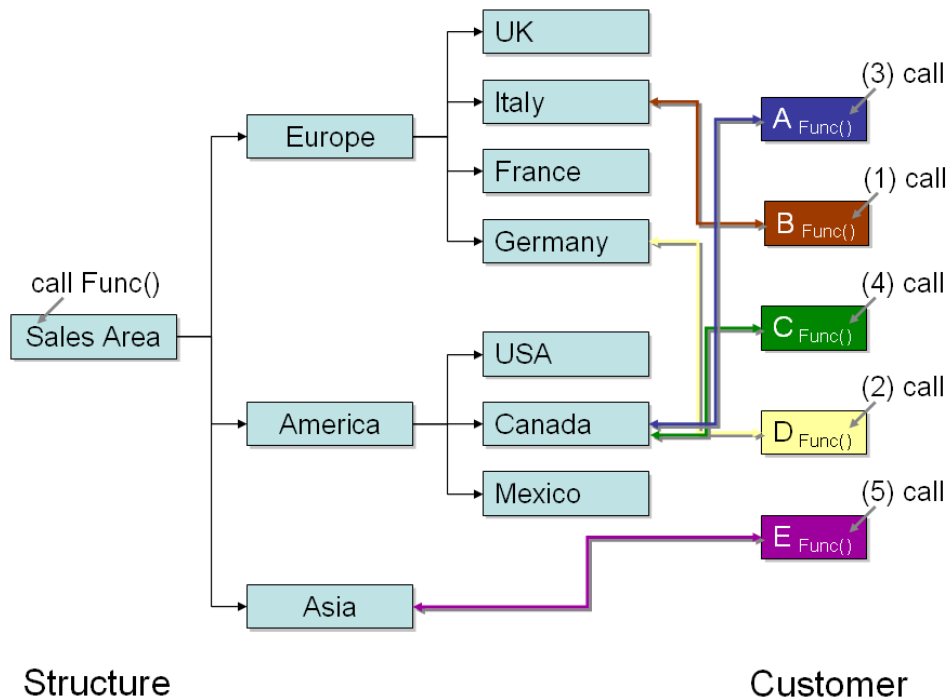 UK
(3) call
Italy
A Func()
Europe
France
(1) call
B Func()
Germany
call Func()
(4) call
Sales Area
USA
C Func()
(2) call
America
Canada
D Func()
Mexico
(5) call
E Func()
Asia
Structure
Customer